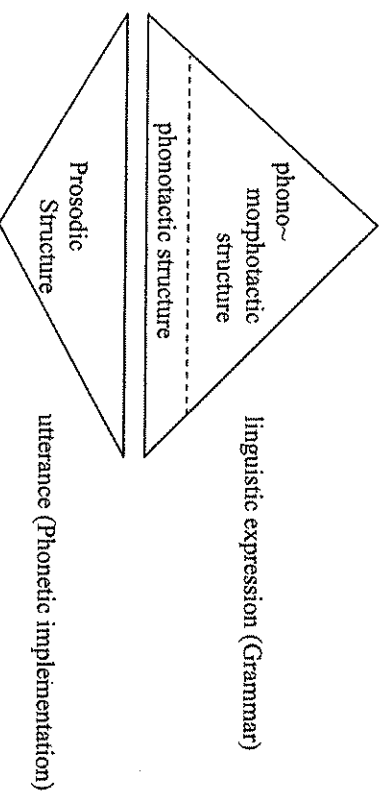 phono~
morphotactic
structure
phonotactic structure
linguistic expression (Grammar)
Prosodic
Structure
utterance (Phonetic implementation)